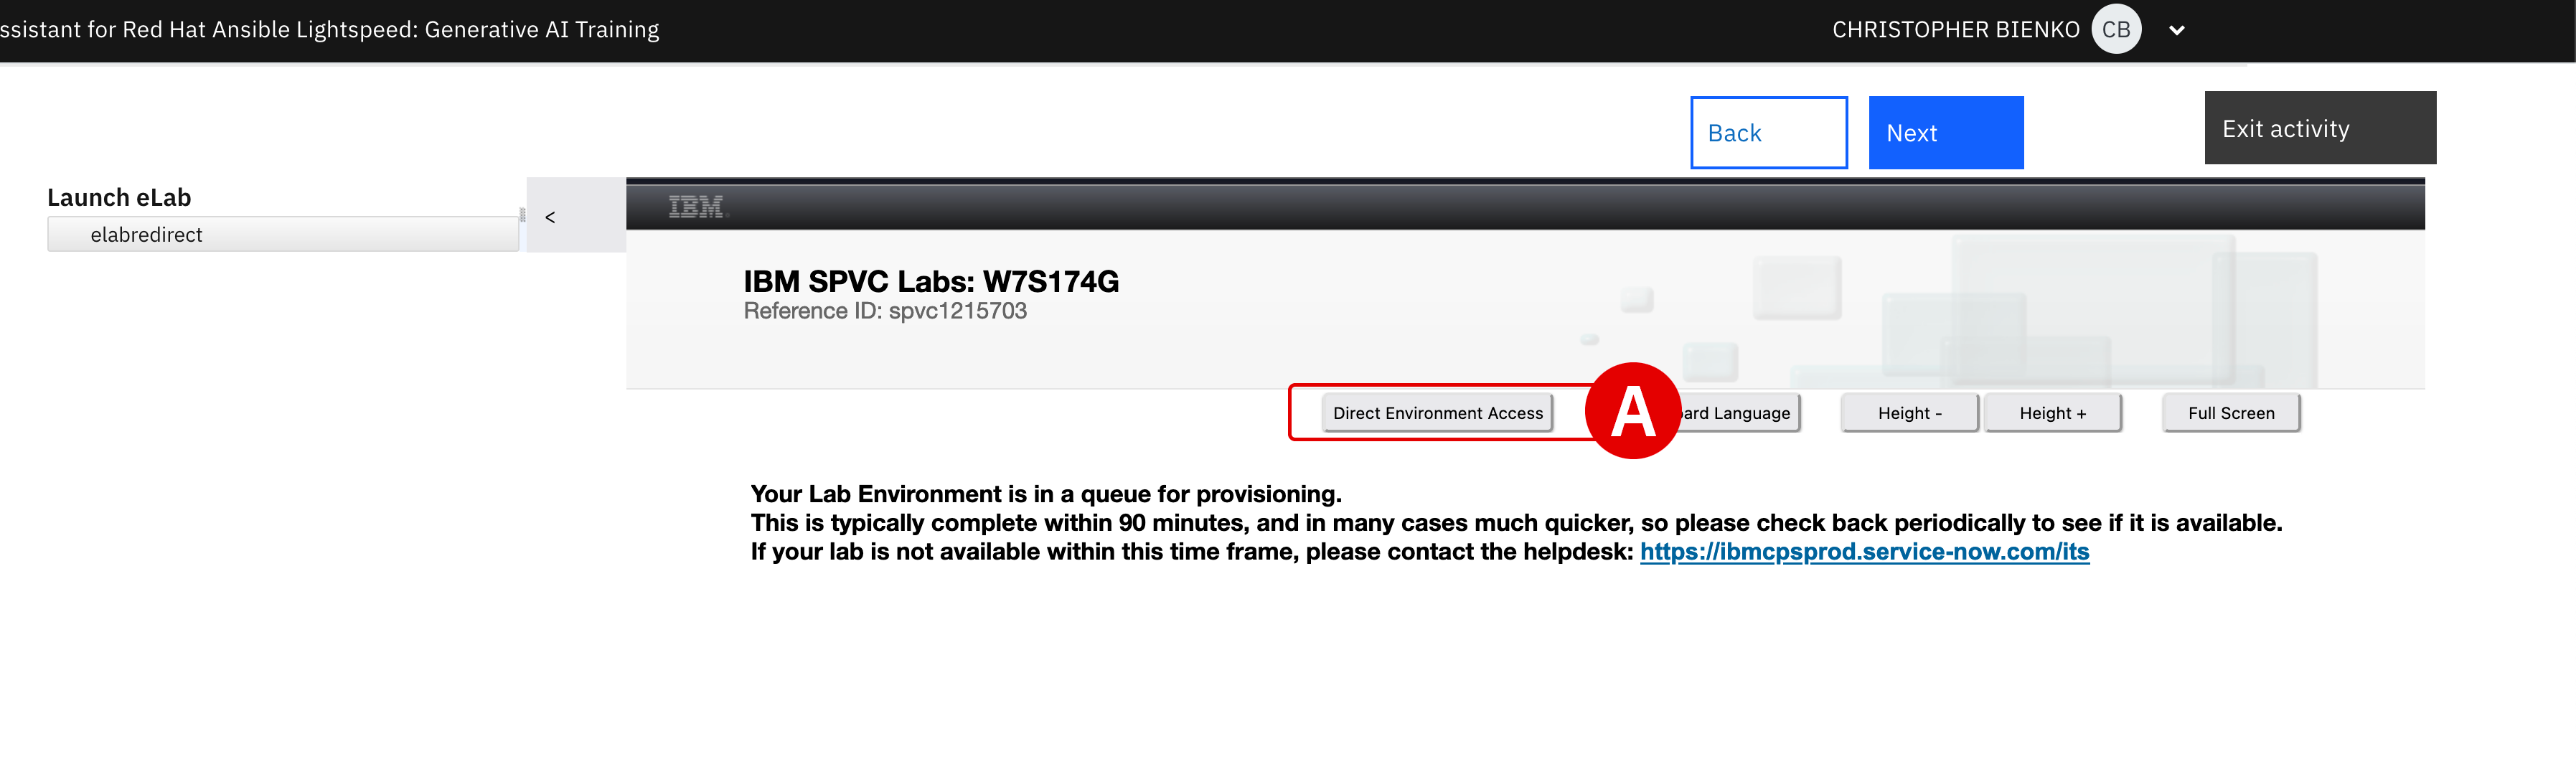 ssistant for Red Hat Ansible Lightspeed: Generative AI Training
CHRISTOPHER BIENKO CB
Back
Next
Exit activity
Launch eLab
elabredirect
<
IBM
IBM SPVC Labs: W7S174G
Reference ID: spvc1215703
Direct Environment Access
A
ard Language
Height -
Height +
Full Screen
Your Lab Environment is in a queue for provisioning.
This is typically complete within 90 minutes, and in many cases much quicker, so please check back periodically to see if it is available.
If your lab is not available within this time frame, please contact the helpdesk: https://ibmcpsprod.service-now.com/its